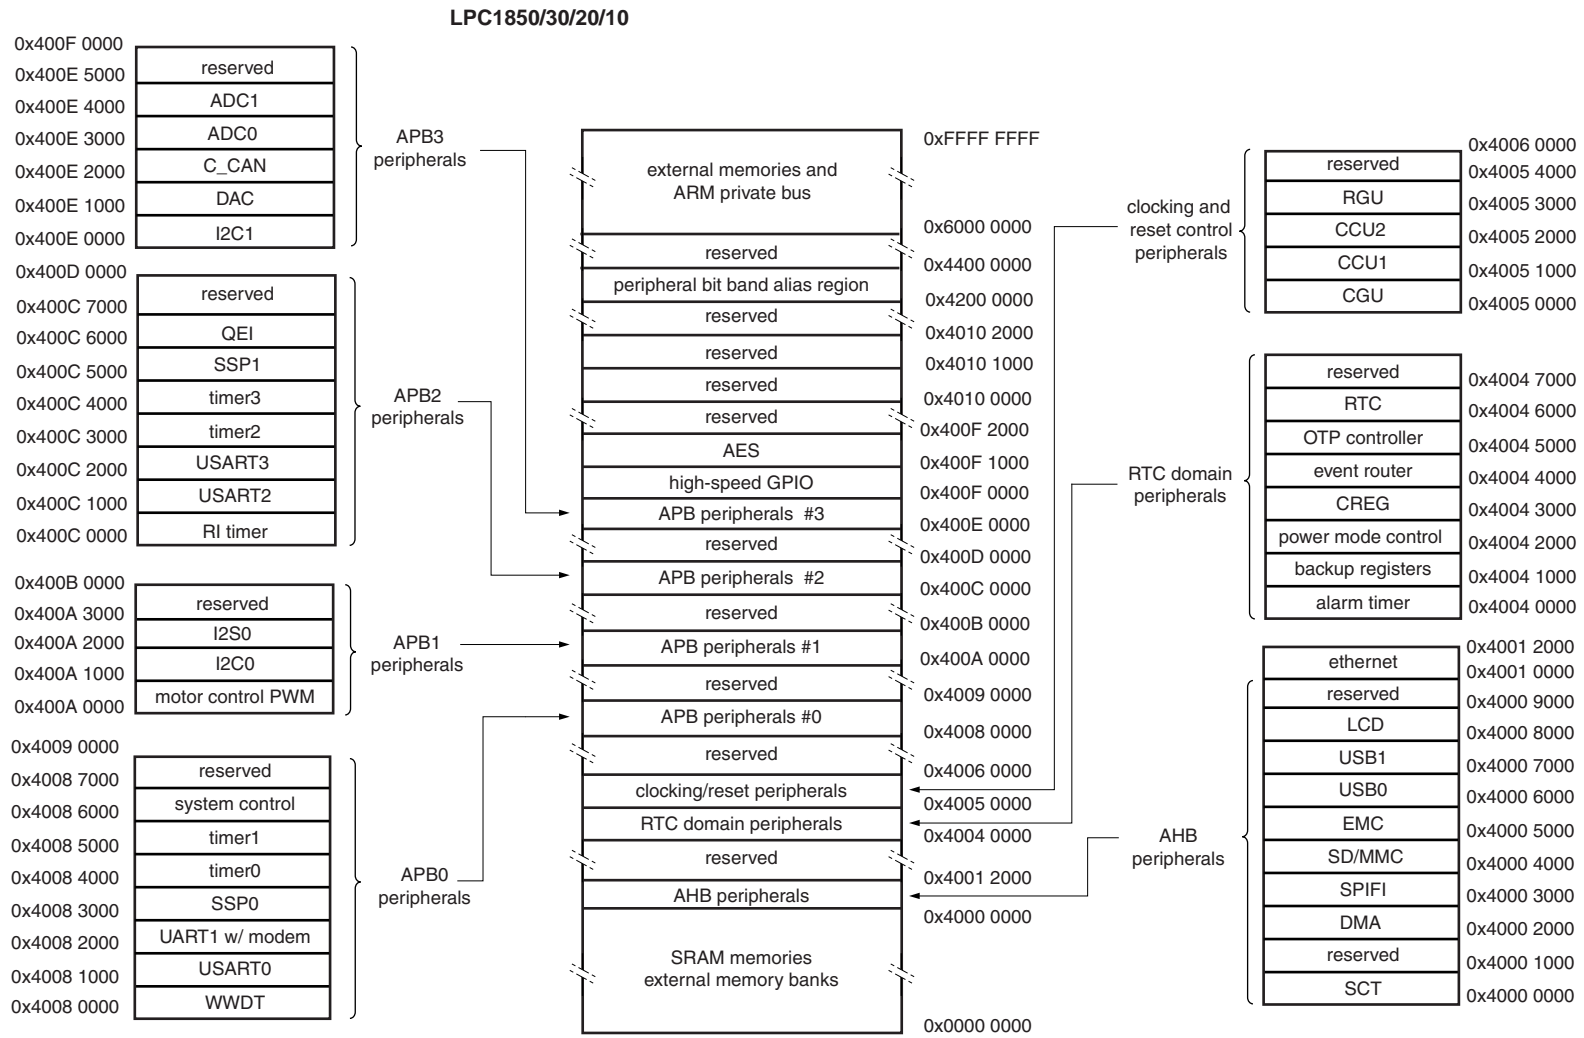 LPC1850/30/20/10
0x400F 0000
reserved
0x400E 5000
ADC1
0x400E 4000
ADC0
0x400E 3000
C_CAN
0x400E 2000
DAC
0x400E 1000
I2C1
0x400E 0000
APB3
peripherals
0x400D 0000
reserved
0x400C 7000
QEI
0x400C 6000
SSP1
0x400C 5000
timer3
0x400C 4000
timer2
0x400C 3000
USART3
0x400C 2000
USART2
0x400C 1000
RI timer
0x400C 0000
APB2
peripherals
0x400B 0000
reserved
0x400A 3000
I2S0
0x400A 2000
I2C0
0x400A 1000
motor control PWM
0x400A 0000
APB1
peripherals
0x4009 0000
reserved
0x4008 7000
system control
0x4008 6000
timer1
0x4008 5000
timer0
0x4008 4000
SSP0
0x4008 3000
UART1 w/ modem
0x4008 2000
USART0
0x4008 1000
WWDT
0x4008 0000
APB0
peripherals
0xFFFF FFFF
external memories and
ARM private bus
0x6000 0000
reserved
0x4400 0000
peripheral bit band alias region
0x4200 0000
reserved
0x4010 2000
reserved
0x4010 1000
reserved
0x4010 0000
reserved
0x400F 2000
AES
0x400F 1000
high-speed GPIO
0x400F 0000
APB peripherals #3
0x400E 0000
reserved
0x400D 0000
APB peripherals #2
0x400C 0000
reserved
0x400B 0000
APB peripherals #1
0x400A 0000
reserved
0x4009 0000
APB peripherals #0
0x4008 0000
reserved
0x4006 0000
clocking/reset peripherals
0x4005 0000
RTC domain peripherals
0x4004 0000
reserved
0x4001 2000
AHB peripherals
0x4000 0000
SRAM memories
external memory banks
0x0000 0000
clocking and
reset control
peripherals
0x4006 0000
reserved
0x4005 4000
RGU
0x4005 3000
CCU2
0x4005 2000
CCU1
0x4005 1000
CGU
0x4005 0000
RTC domain
peripherals
reserved
0x4004 7000
RTC
0x4004 6000
OTP controller
0x4004 5000
event router
0x4004 4000
CREG
0x4004 3000
power mode control
0x4004 2000
backup registers
0x4004 1000
alarm timer
0x4004 0000
AHB
peripherals
0x4001 2000
ethernet
0x4001 0000
reserved
0x4000 9000
LCD
0x4000 8000
USB1
0x4000 7000
USB0
0x4000 6000
EMC
0x4000 5000
SD/MMC
0x4000 4000
SPIFI
0x4000 3000
DMA
0x4000 2000
reserved
0x4000 1000
SCT
0x4000 0000